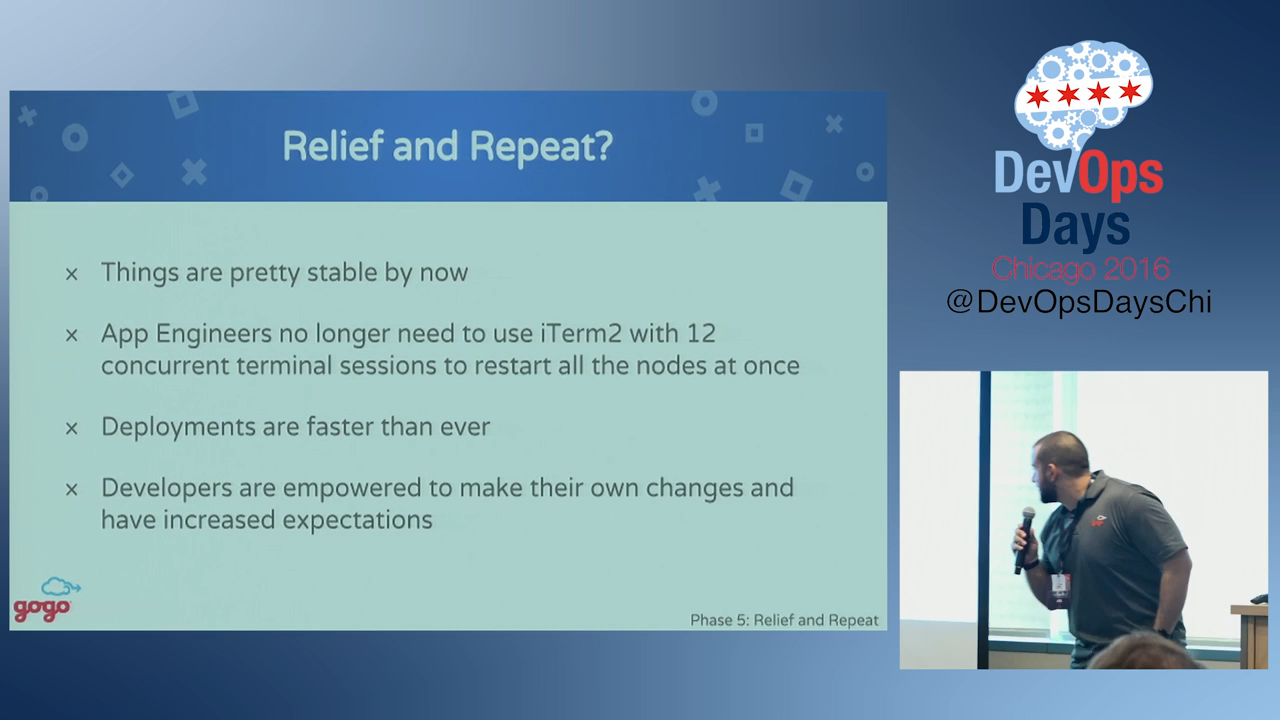 Relief and Repeat?
× Things are pretty stable by now
× App Engineers no longer need to use iTerm2 with 12
concurrent terminal sessions to restart all the nodes at once
× Deployments are faster than ever
× Developers are empowered to make their own changes and
have increased expectations
gogo
Phase 5: Relief and Repeat
DevOps
Days
Chicago 2016
@DevOpsDaysChi
gogo